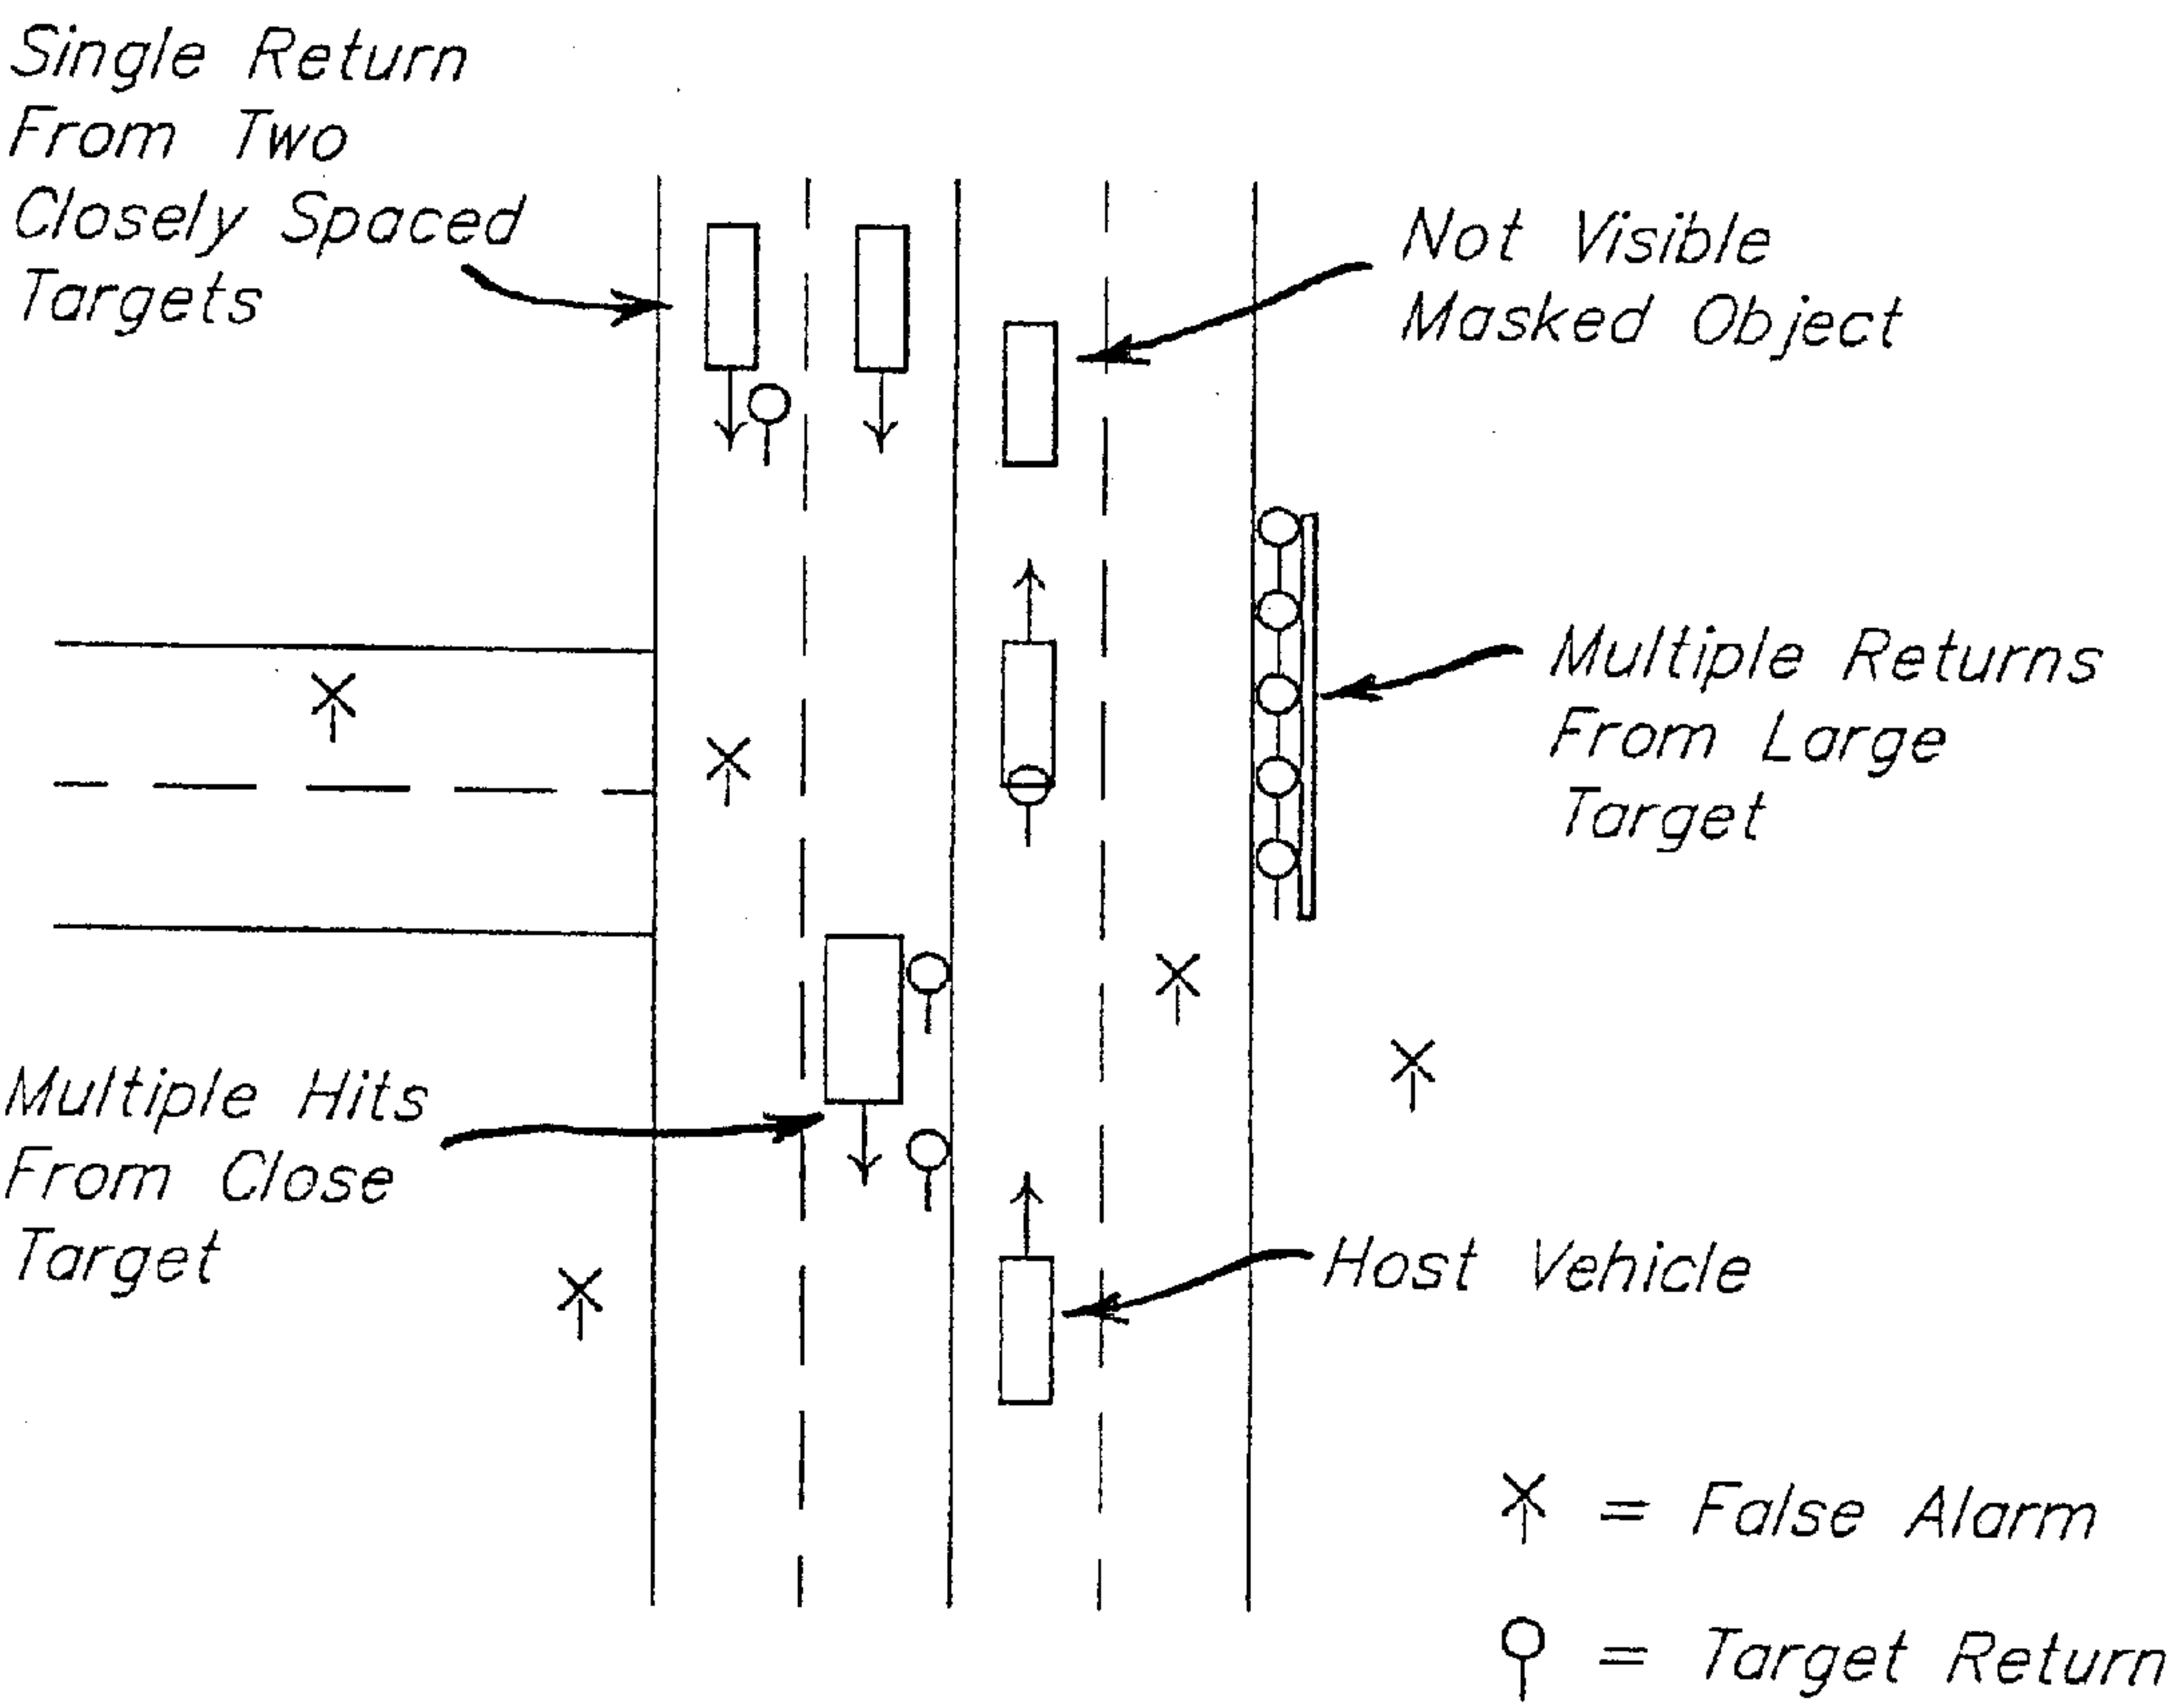 Single Return
From Two
Closely Spaced
Targets
Not Visible
Masked Object
Multiple Returns
From Large
Target
Multiple Hits
From Close
Target
Host Vehicle
= False Alarm
= Target Return